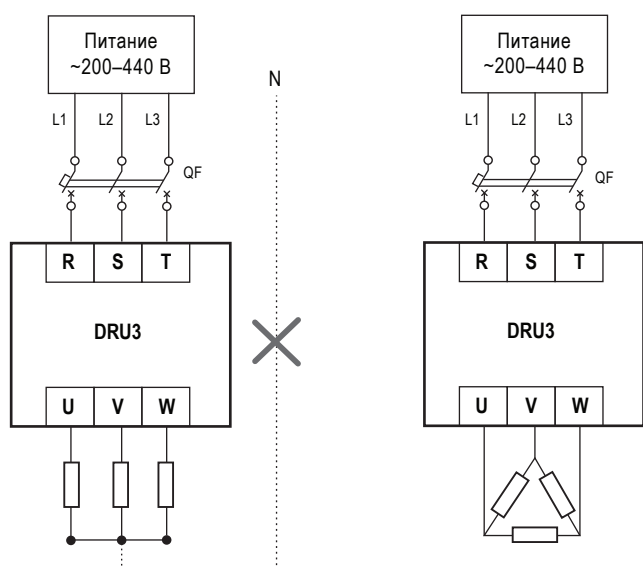 Питание
~200–440 В
L1 L2 L3
QF
R S T
DRU3
U V W
N
Питание
~200–440 В
L1 L2 L3
QF
R S T
DRU3
U V W